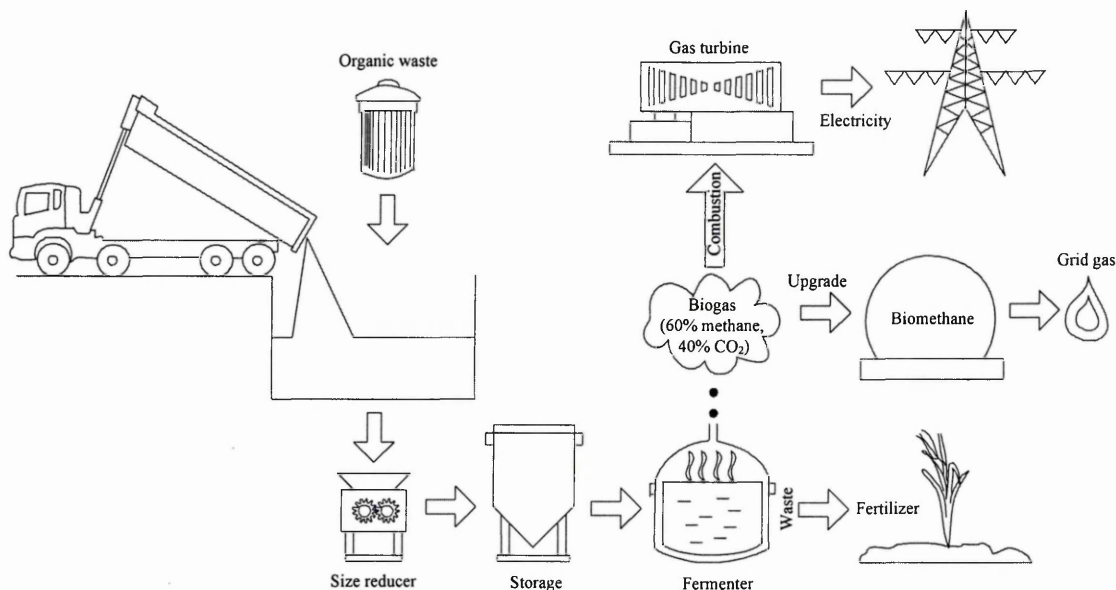 Organic waste
Size reducer
Storage
Fermenter
Waste
Fertilizer
Biogas
(60% methane,
40% CO₂)
Combustion
Gas turbine
Electricity
Upgrade
Biomethane
Grid gas